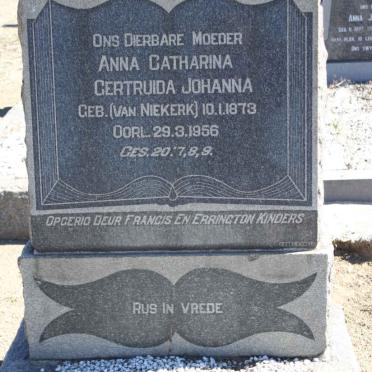 Ons Dierbare Moeder
Anna Catharina
Gertruida Johanna
Geb. (van Niekerk) 10.1.1873
Oorl. 29.3.1956
Ges. 20:7,8,9.
Opgerig Deur Francis En Errington Kinders
Rus in Vrede
Anna J